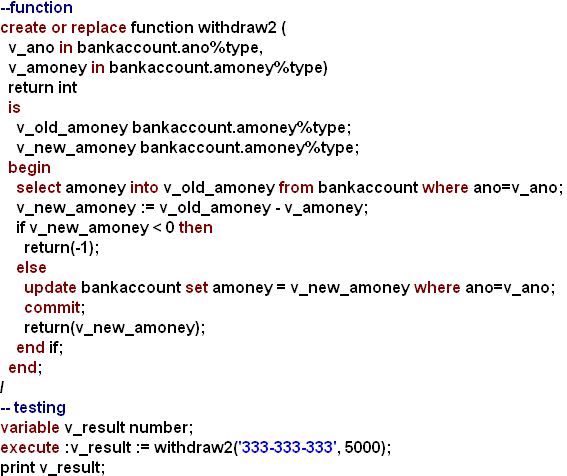 --function
create or replace function withdraw2 (
  v_ano in bankaccount.ano%type,
  v_amoney in bankaccount.amoney%type)
  return int
  is
    v_old_amoney bankaccount.amoney%type;
    v_new_amoney bankaccount.amoney%type;
  begin
    select amoney into v_old_amoney from bankaccount where ano=v_ano;
    v_new_amoney := v_old_amoney - v_amoney;
    if v_new_amoney < 0 then
      return(-1);
    else
      update bankaccount set amoney = v_new_amoney where ano=v_ano;
      commit;
      return(v_new_amoney);
    end if;
  end;
/
-- testing
variable v_result number;
execute :v_result := withdraw2('333-333-333', 5000);
print v_result;